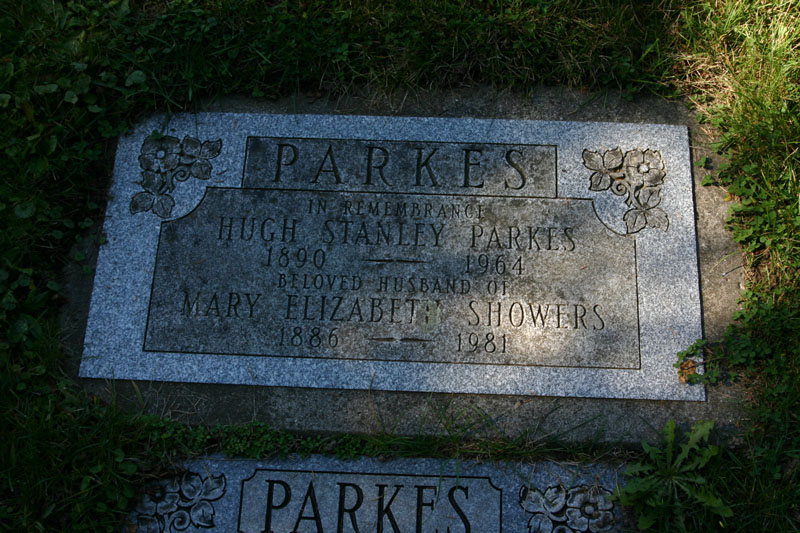 PARKES
IN REMEMBRANCE
HUGH STANLEY PARKES
1890 — 1964
BELOVED HUSBAND OF
MARY ELIZABETH SHOWERS
1886 — 1981
PARKES